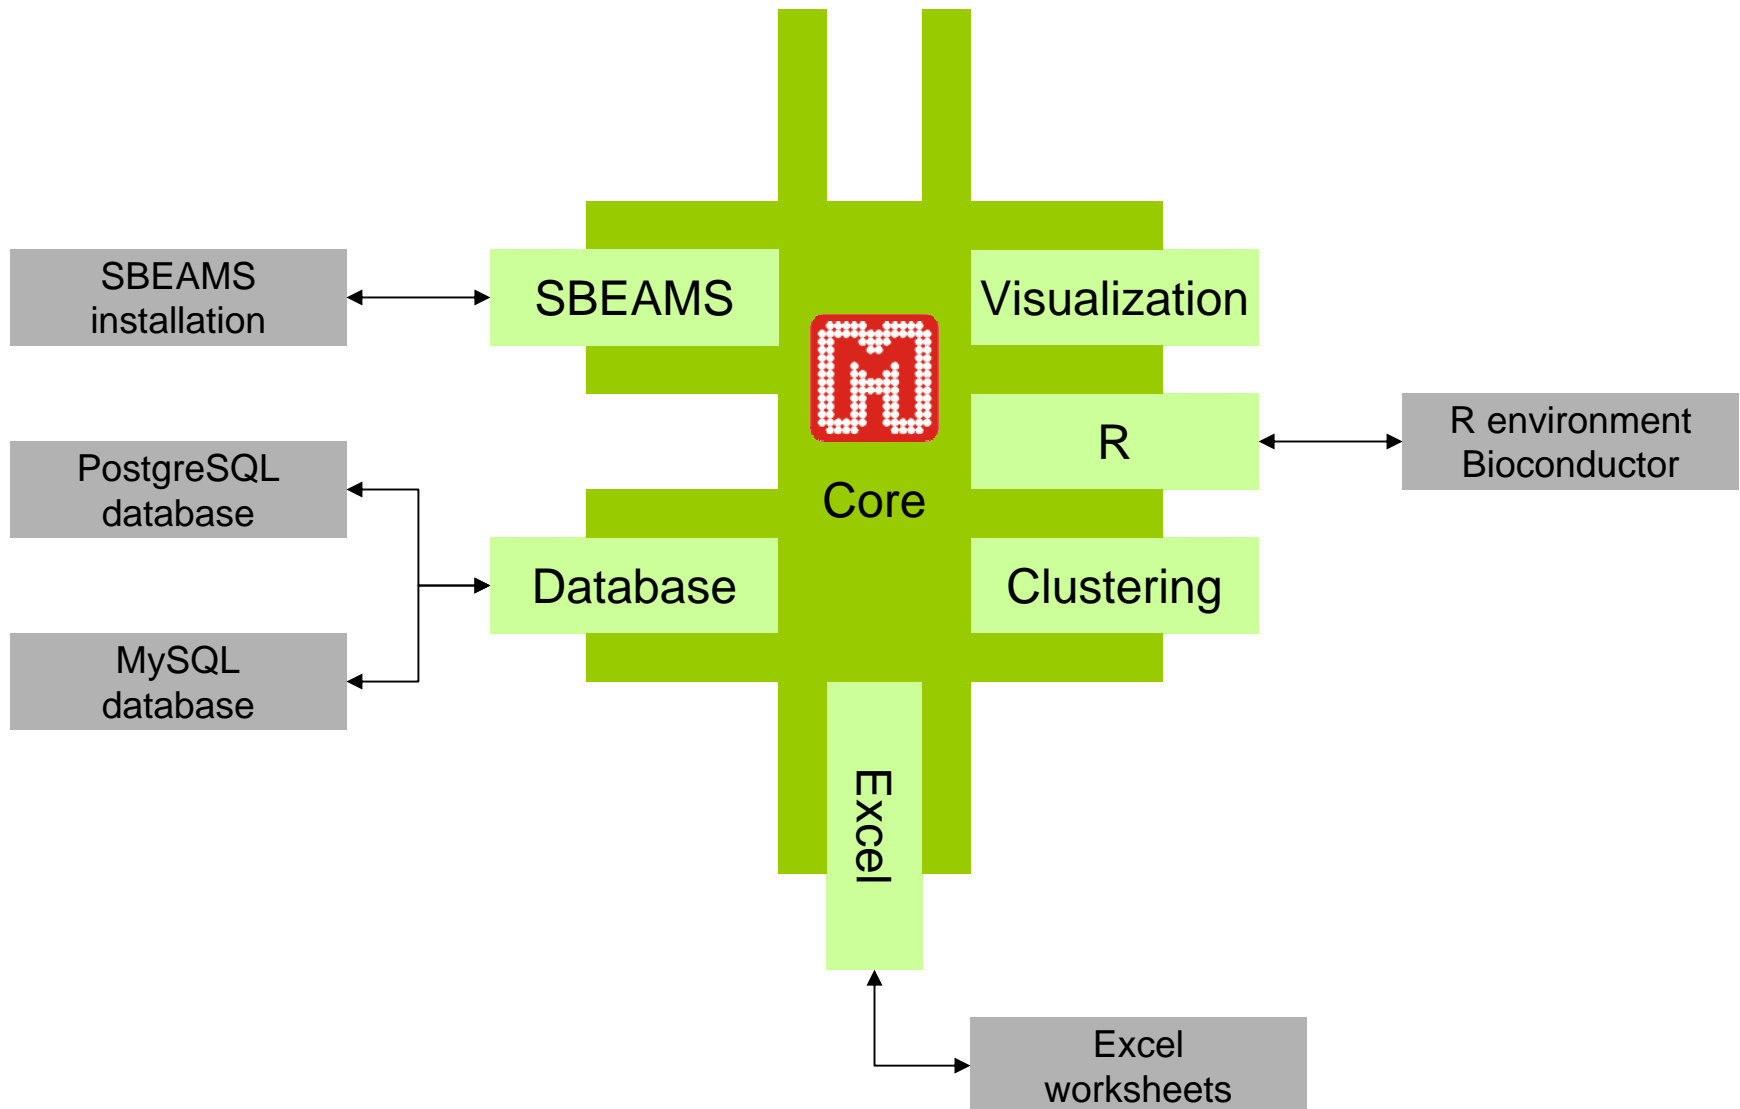 SBEAMS
installation
SBEAMS
Visualization
M
PostgreSQL
database
Core
R
R environment
Bioconductor
Database
Clustering
MySQL
database
Excel
Excel
worksheets